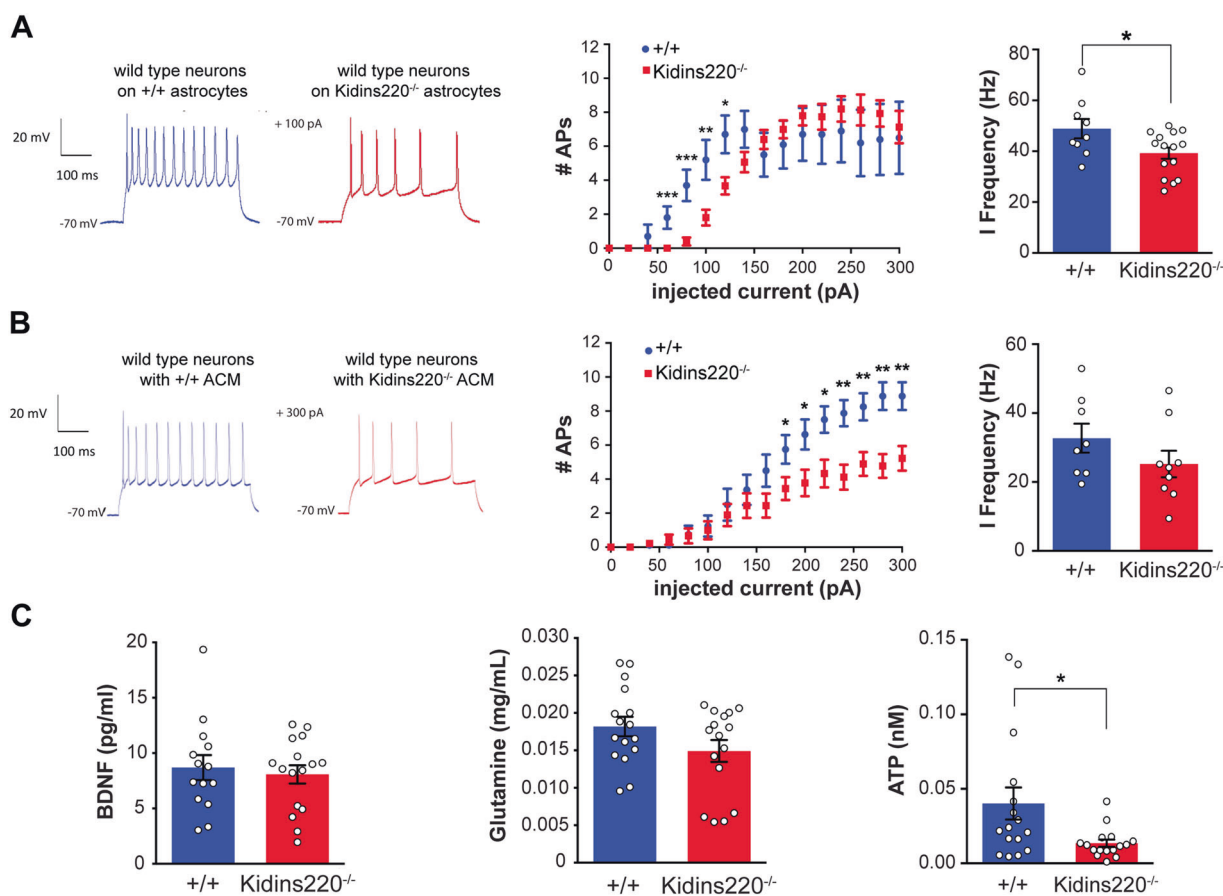 A
wild type neurons
on +/+ astrocytes
wild type neurons
on Kidins220-/- astrocytes
20 mV
100 ms
-70 mV
+ 100 pA
-70 mV
+/+
Kidins220-/-
# APs
12
10
8
6
4
2
0
*** *** ** *
0 50 100 150 200 250 300
injected current (pA)
I Frequency (Hz)
80
60
40
20
0
*
+/+ Kidins220-/-
B
wild type neurons
with +/+ ACM
wild type neurons
with Kidins220-/- ACM
20 mV
100 ms
-70 mV
+ 300 pA
-70 mV
+/+
Kidins220-/-
# APs
12
10
8
6
4
2
0
* * * ** ** ** **
0 50 100 150 200 250 300
injected current (pA)
I Frequency (Hz)
60
40
20
0
+/+ Kidins220-/-
C
BDNF (pg/ml)
20
15
10
5
0
+/+ Kidins220-/-
Glutamine (mg/mL)
0.030
0.025
0.020
0.015
0.010
0.005
0.000
+/+ Kidins220-/-
ATP (nM)
0.15
0.10
0.05
0.00
*
+/+ Kidins220-/-